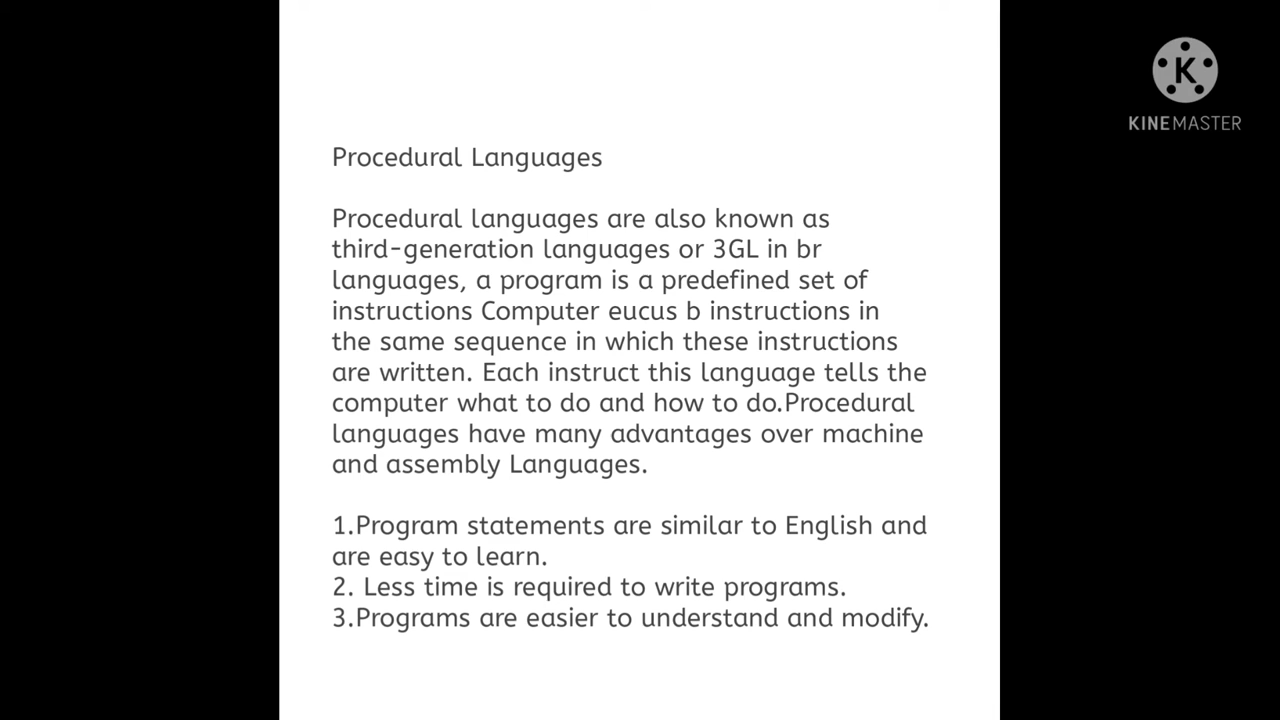 KINEMASTER
Procedural Languages
Procedural languages are also known as
third-generation languages or 3GL in br
languages, a program is a predefined set of
instructions Computer eucus b instructions in
the same sequence in which these instructions
are written. Each instruct this language tells the
computer what to do and how to do.Procedural
languages have many advantages over machine
and assembly Languages.
1.Program statements are similar to English and
are easy to learn.
2. Less time is required to write programs.
3.Programs are easier to understand and modify.